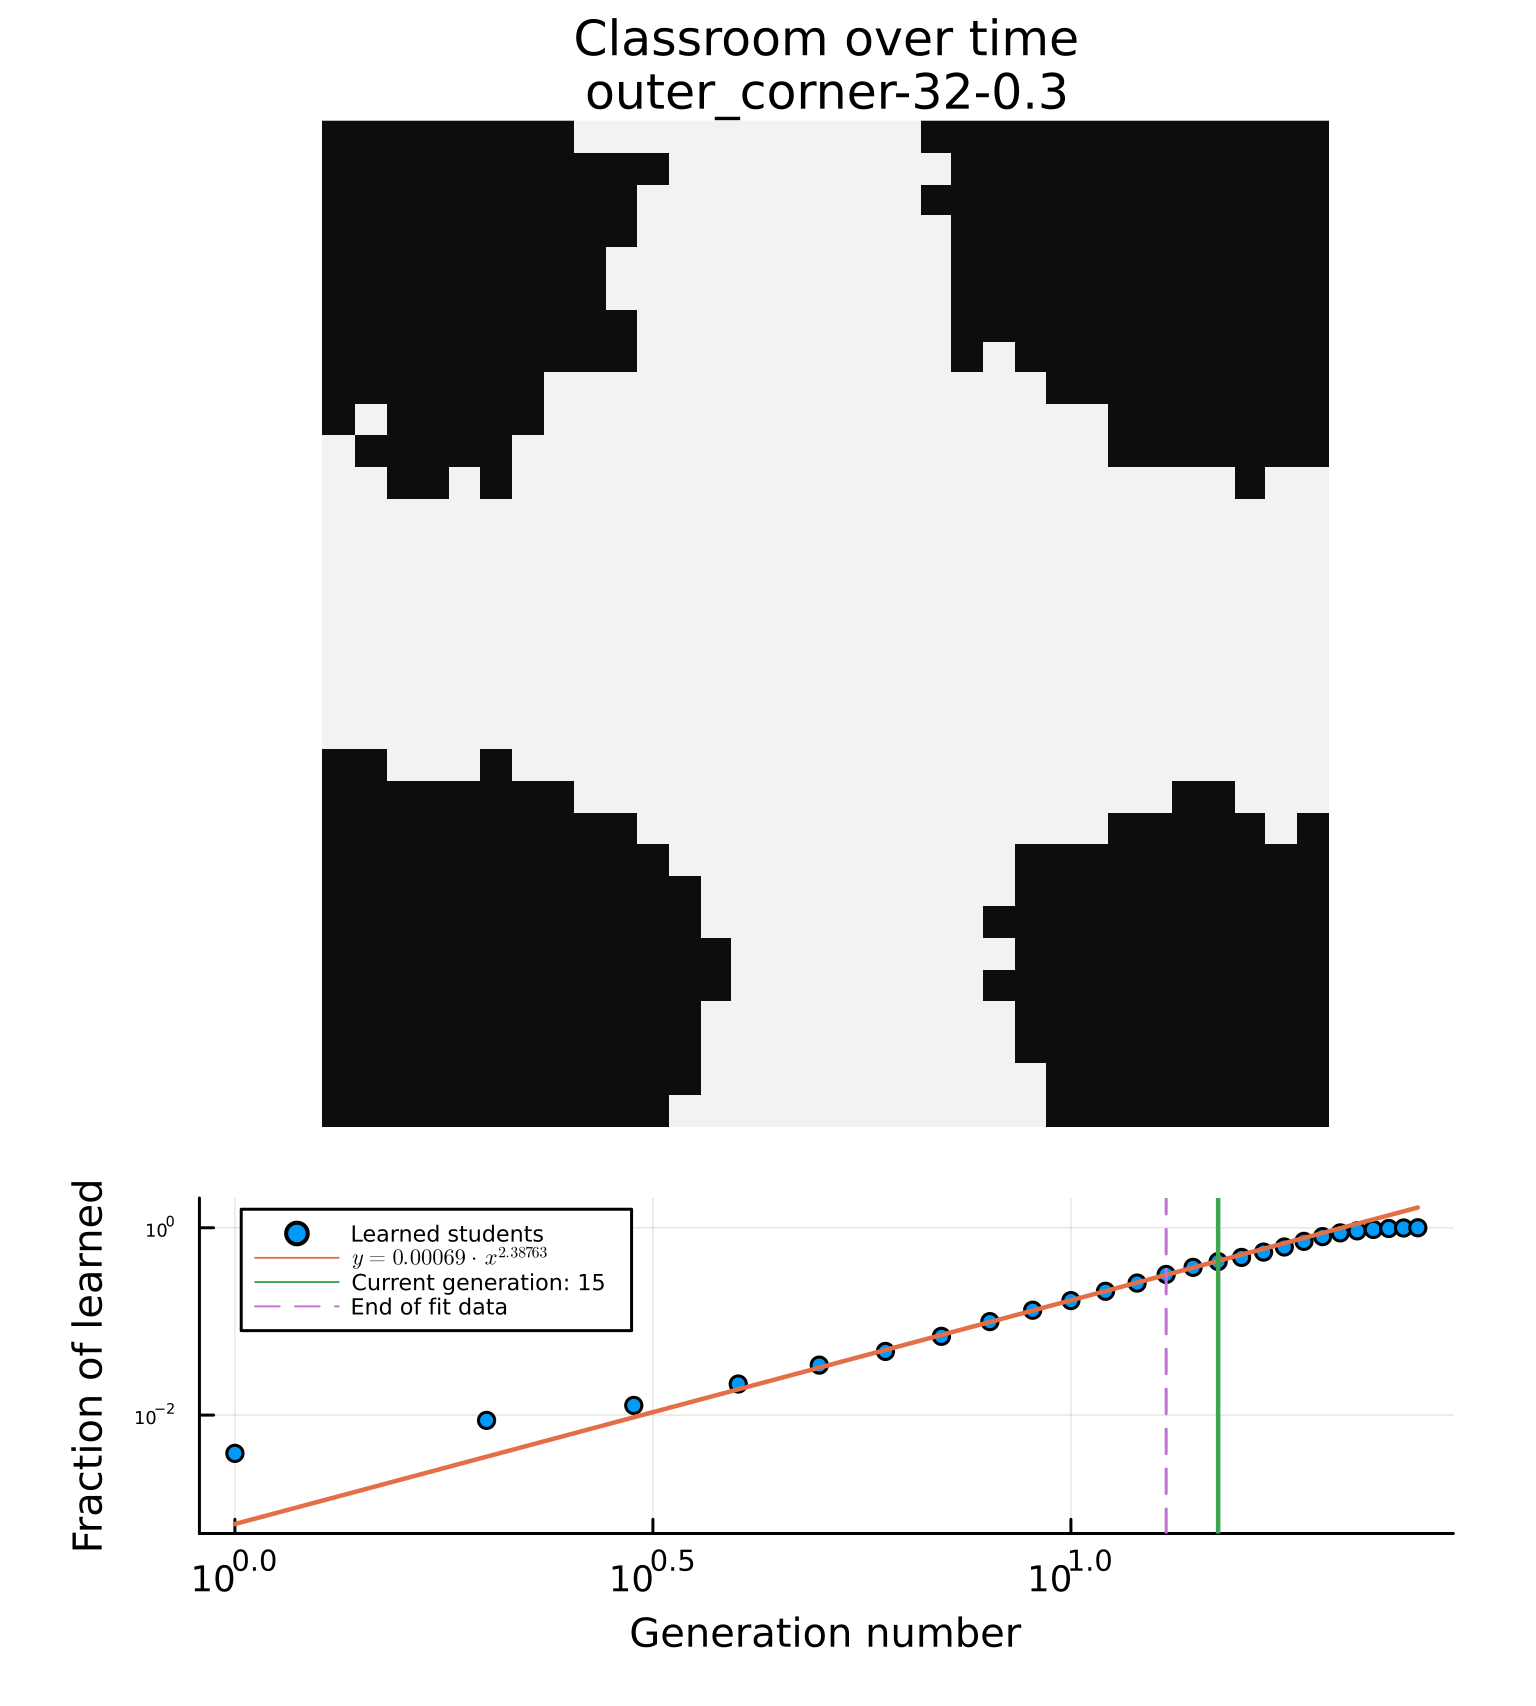 Classroom over time
outer_corner-32-0.3
Fraction of learned
10^0
10^-2
Learned students
y = 0.00069 · x^2.38763
Current generation: 15
End of fit data
10^0.0 10^0.5 10^1.0
Generation number